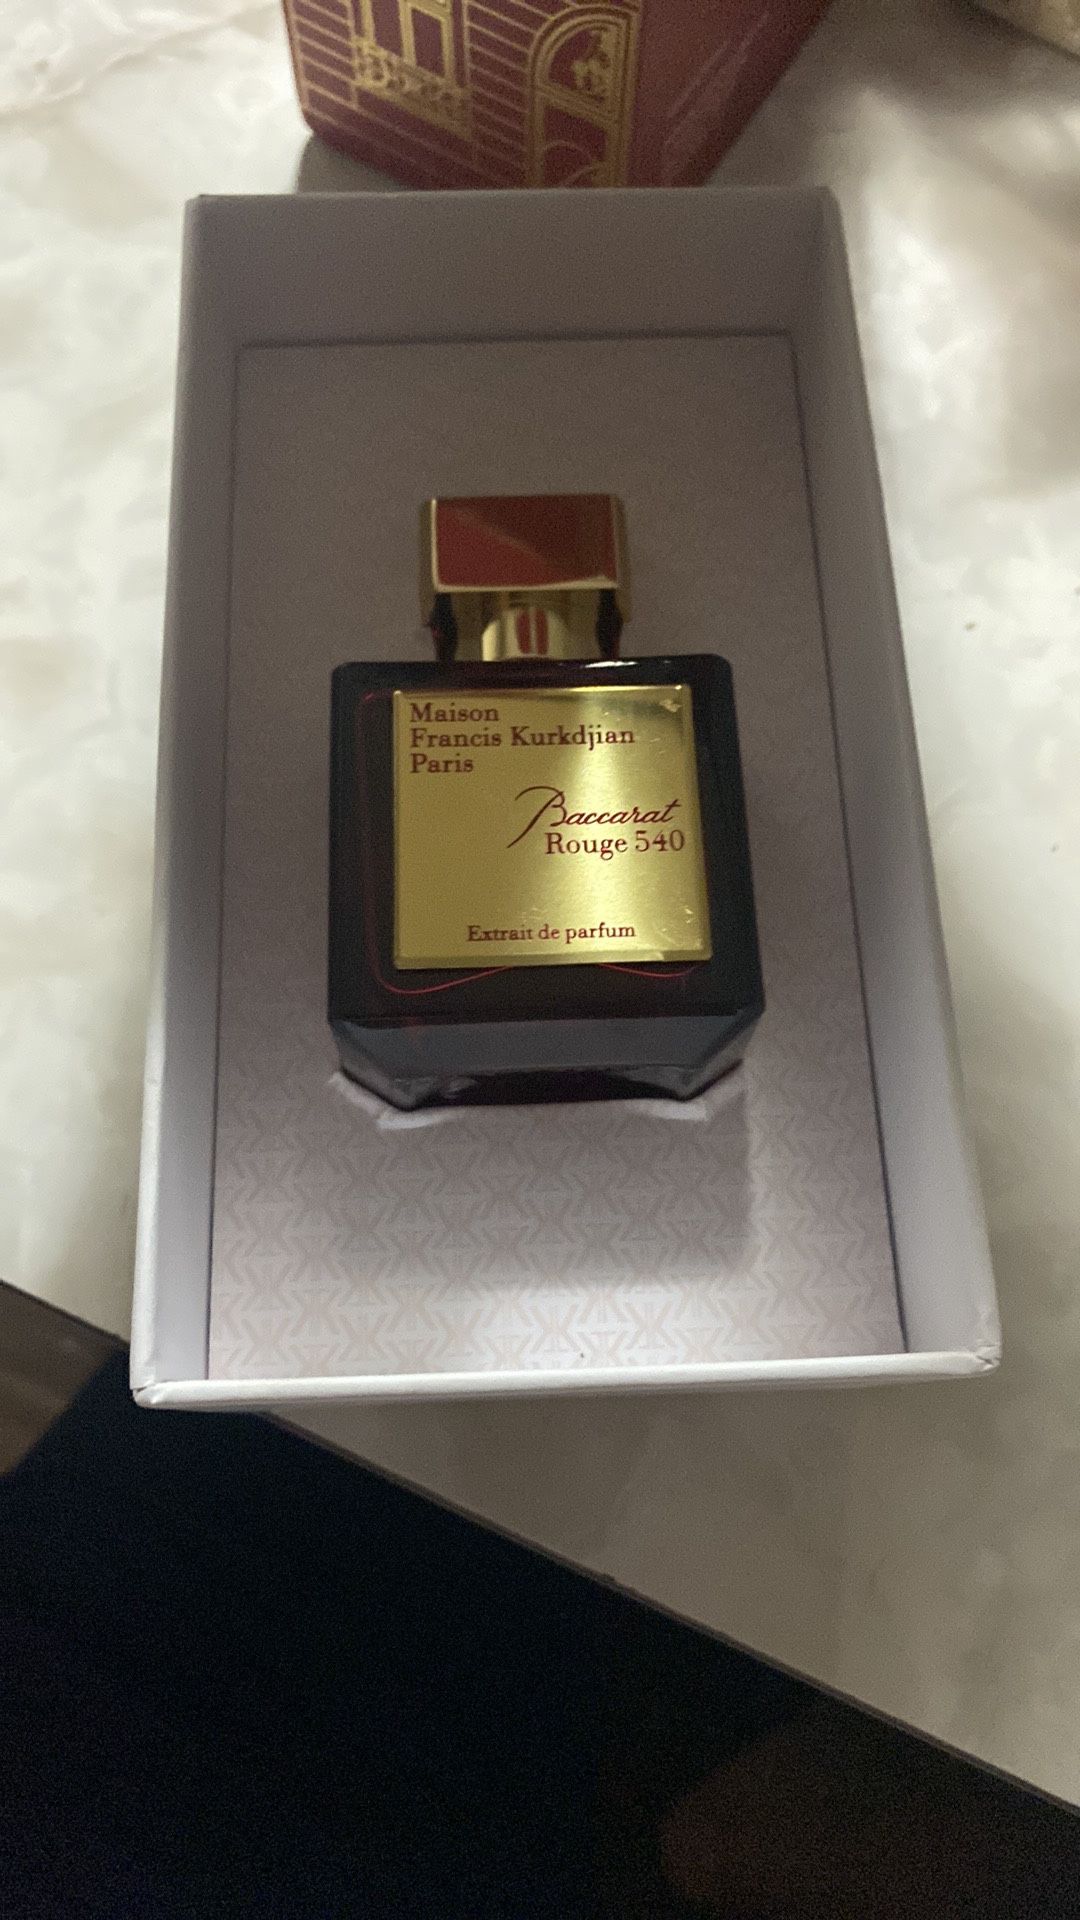 Maison
Francis Kurkdjian
Paris
Baccarat
Rouge 540
Extrait de parfum